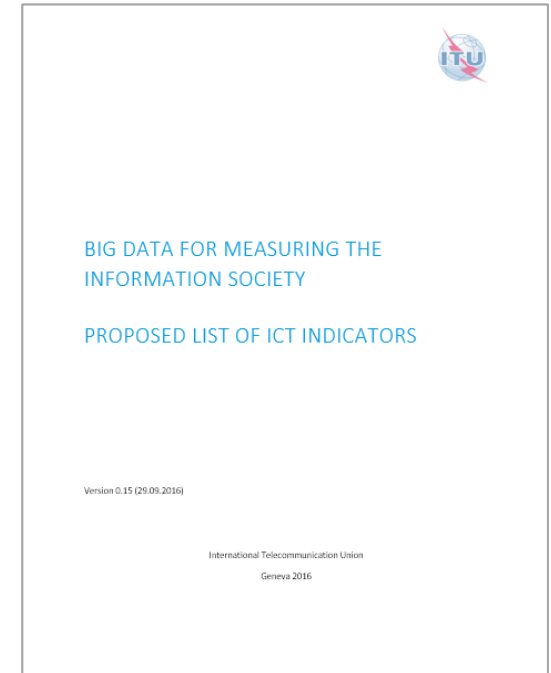 ITU
BIG DATA FOR MEASURING THE
INFORMATION SOCIETY
PROPOSED LIST OF ICT INDICATORS
Version 0.15 (29.09.2016)
International Telecommunication Union
Geneva 2016